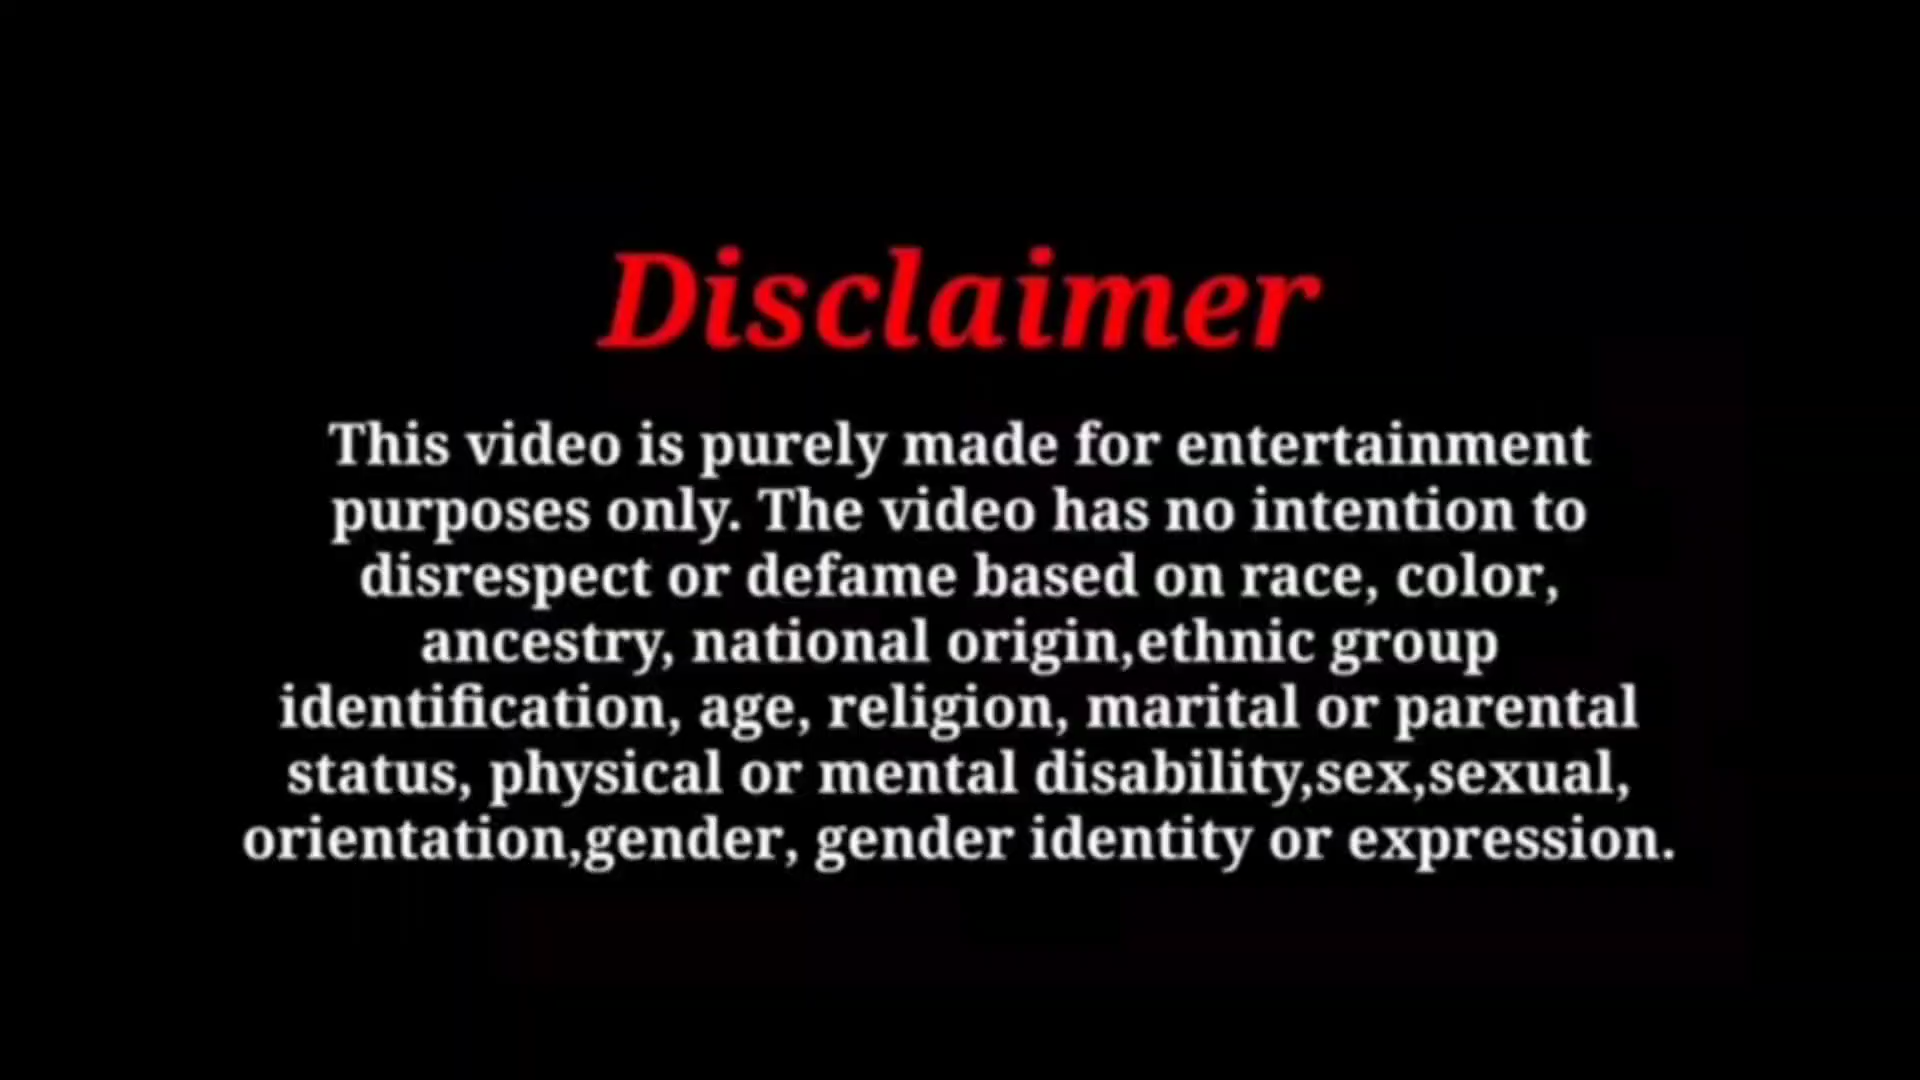 Disclaimer
This video is purely made for entertainment
purposes only. The video has no intention to
disrespect or defame based on race, color,
ancestry, national origin,ethnic group
identification, age, religion, marital or parental
status, physical or mental disability,sex,sexual,
orientation,gender, gender identity or expression.